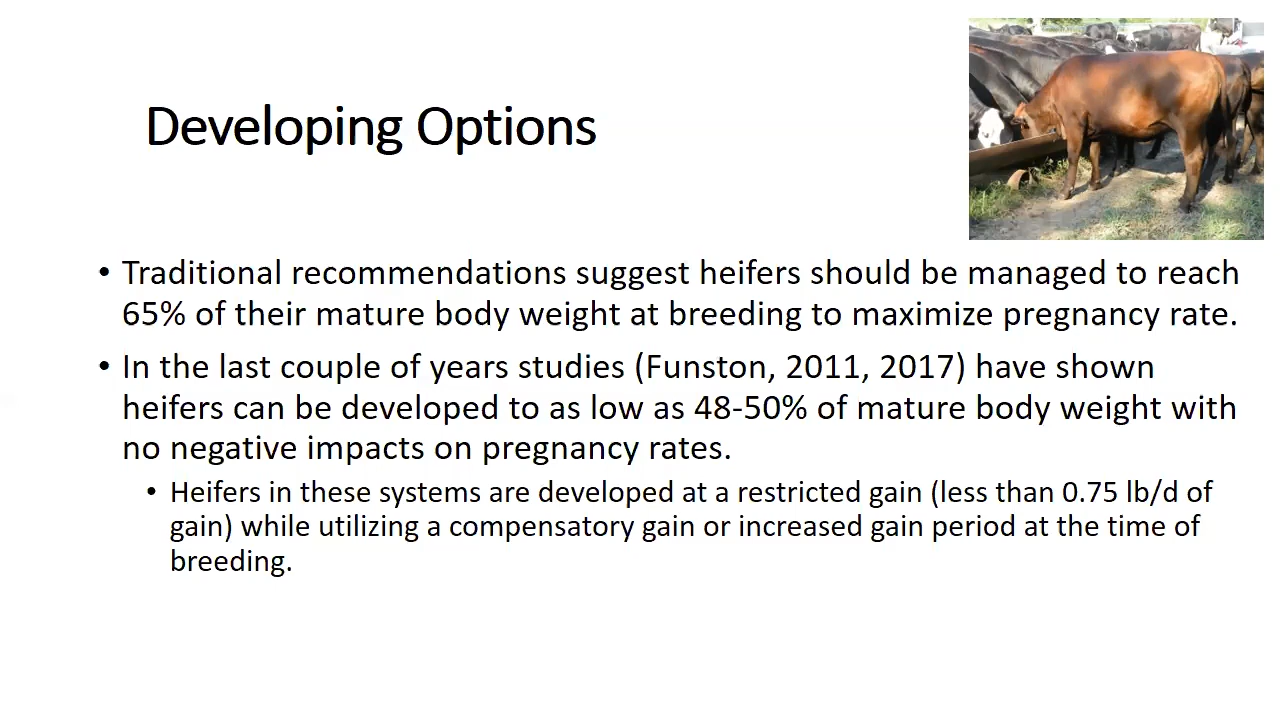 Developing Options
• Traditional recommendations suggest heifers should be managed to reach
65% of their mature body weight at breeding to maximize pregnancy rate.
• In the last couple of years studies (Funston, 2011, 2017) have shown
heifers can be developed to as low as 48-50% of mature body weight with
no negative impacts on pregnancy rates.
• Heifers in these systems are developed at a restricted gain (less than 0.75 lb/d of
gain) while utilizing a compensatory gain or increased gain period at the time of
breeding.